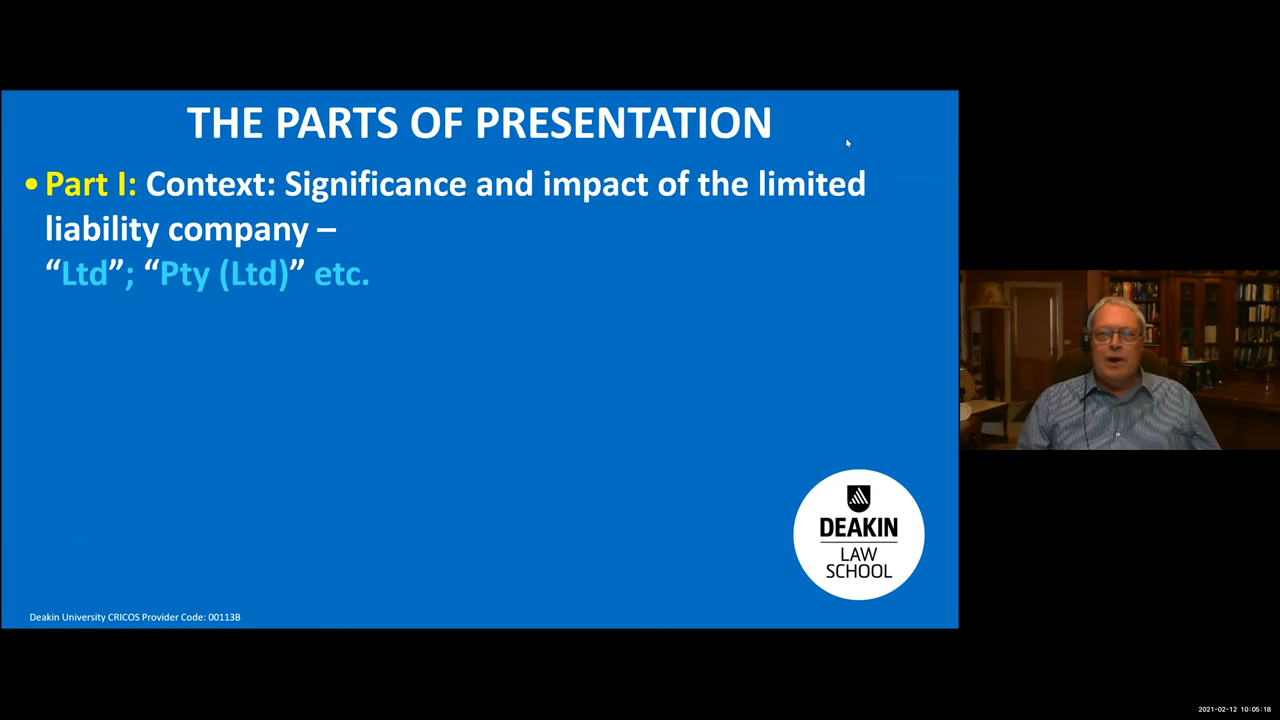 THE PARTS OF PRESENTATION
• Part I: Context: Significance and impact of the limited
liability company –
“Ltd”; “Pty (Ltd)” etc.
DEAKIN
LAW
SCHOOL
Deakin University CRICOS Provider Code: 00113B
2021-02-12 10:05:18